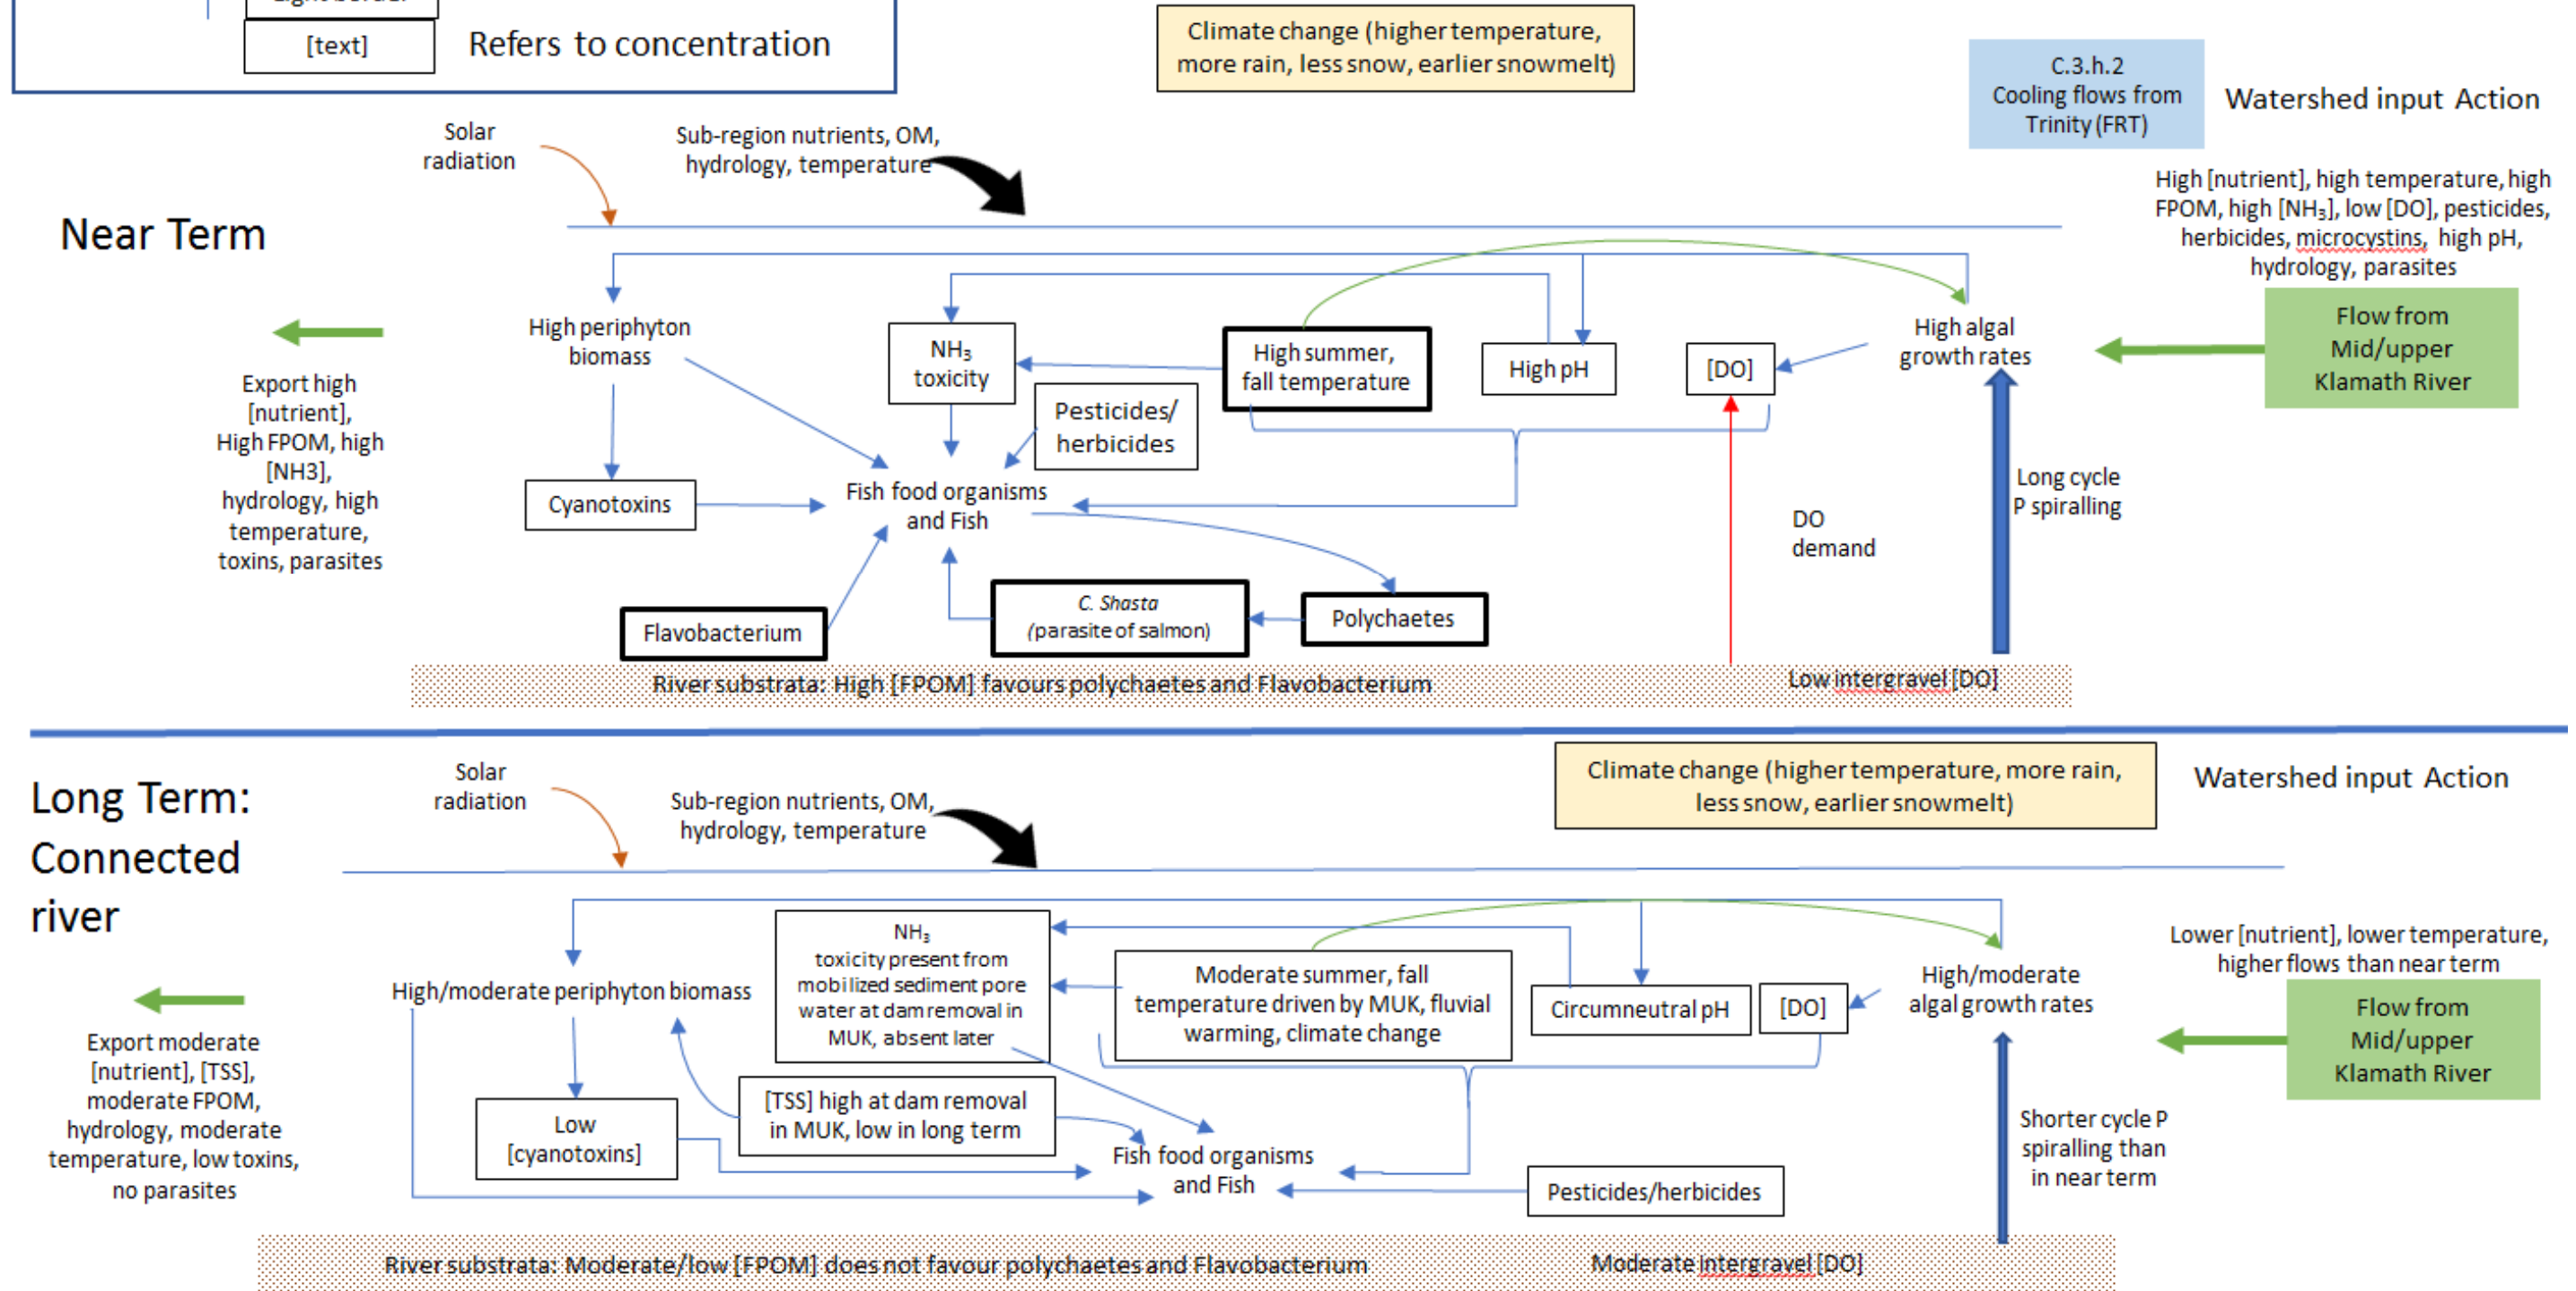 Light border
[text]
Refers to concentration
Climate change (higher temperature,
more rain, less snow, earlier snowmelt)
C.3.h.2
Cooling flows from
Trinity (FRT)
Watershed input Action
Solar
radiation
Sub-region nutrients, OM,
hydrology, temperature
Near Term
High [nutrient], high temperature, high
FPOM, high [NH₃], low [DO], pesticides,
herbicides, microcystins, high pH,
hydrology, parasites
Flow from
Mid/upper
Klamath River
High periphyton
biomass
NH₃
toxicity
High summer,
fall temperature
High pH
[DO]
High algal
growth rates
Export high
[nutrient],
High FPOM, high
[NH3],
hydrology, high
temperature,
toxins, parasites
Pesticides/
herbicides
Cyanotoxins
Fish food organisms
and Fish
DO
demand
Long cycle
P spiralling
Flavobacterium
C. Shasta
(parasite of salmon)
Polychaetes
River substrata: High [FPOM] favours polychaetes and Flavobacterium
Low intergravel [DO]
Long Term:
Connected
river
Solar
radiation
Sub-region nutrients, OM,
hydrology, temperature
Climate change (higher temperature, more rain,
less snow, earlier snowmelt)
Watershed input Action
Lower [nutrient], lower temperature,
higher flows than near term
Flow from
Mid/upper
Klamath River
High/moderate periphyton biomass
NH₃
toxicity present from
mobilized sediment pore
water at dam removal in
MUK, absent later
Moderate summer, fall
temperature driven by MUK, fluvial
warming, climate change
Circumneutral pH
[DO]
High/moderate
algal growth rates
Export moderate
[nutrient], [TSS],
moderate FPOM,
hydrology, moderate
temperature, low toxins,
no parasites
Low
[cyanotoxins]
[TSS] high at dam removal
in MUK, low in long term
Fish food organisms
and Fish
Pesticides/herbicides
Shorter cycle P
spiralling than
in near term
River substrata: Moderate/low [FPOM] does not favour polychaetes and Flavobacterium
Moderate intergravel [DO]